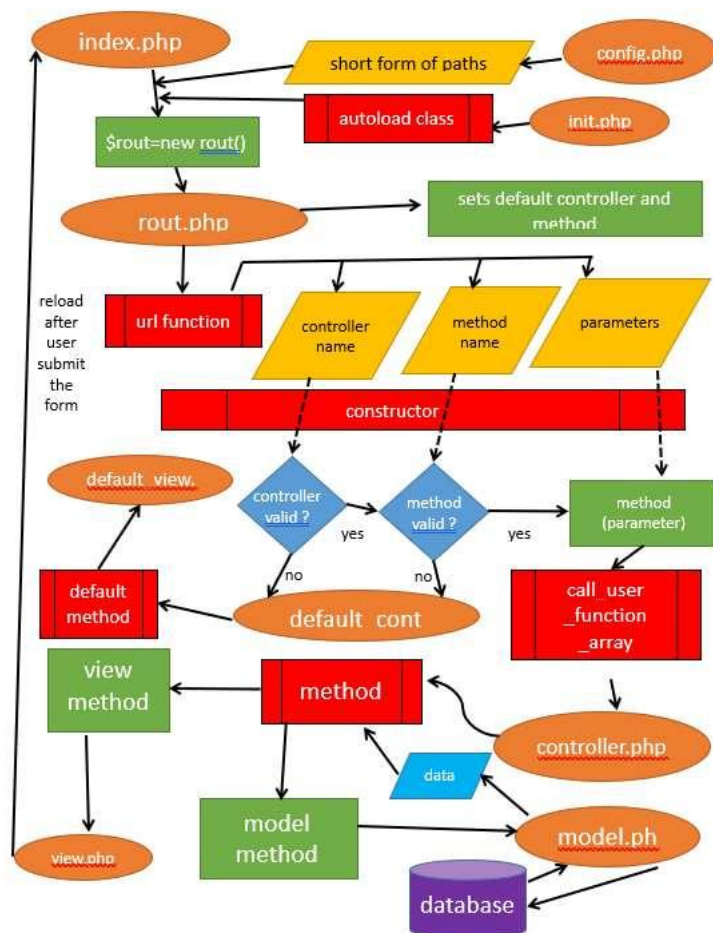 index.php
config.php
short form of paths
autoload class
init.php
$rout=new rout()
rout.php
sets default controller and
method
reload
after
user
submit
the
form
url function
controller
name
method
name
parameters
constructor
default_view.
controller
valid ?
yes
method
valid ?
yes
method
(parameter)
no
no
default
method
default_cont
call_user
_function
_array
view
method
method
controller.php
data
model
method
model.ph
view.php
database